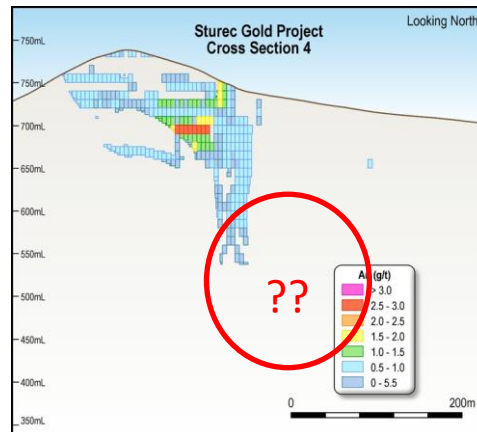 Sturec Gold Project
Cross Section 4
Looking North
750mL
750mL
700mL
650mL
600mL
550mL
500mL
450mL
400mL
350mL
??
(g/t)
> 3.0
2.5 - 3.0
2.0 - 2.5
1.5 - 2.0
1.0 - 1.5
0.5 - 1.0
0 - 5.5
0
200m